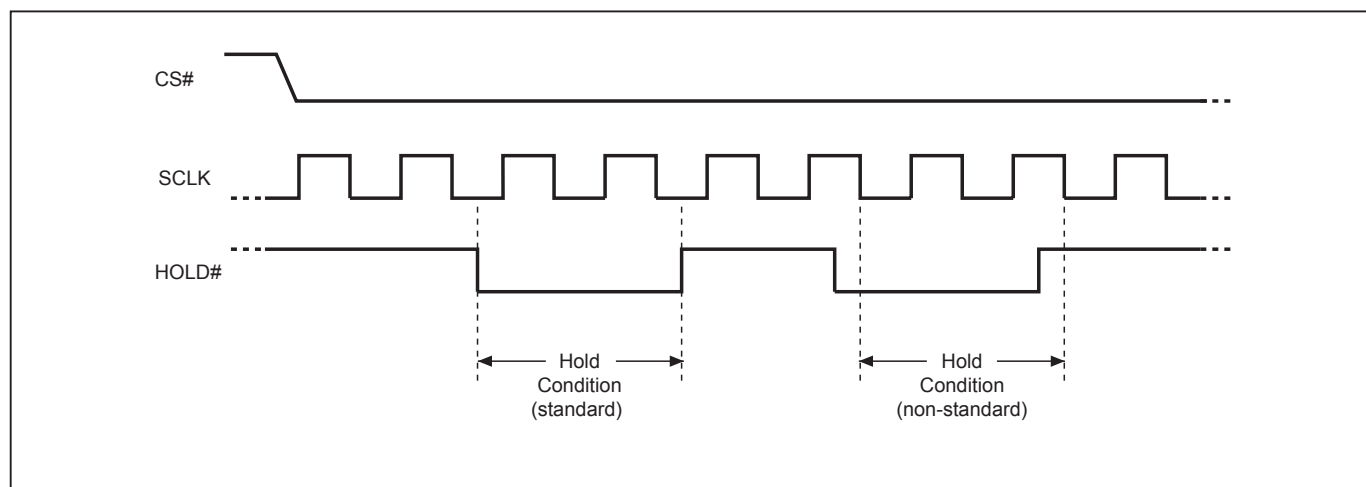 CS#
SCLK
HOLD#
Hold
Condition
(standard)
Hold
Condition
(non-standard)